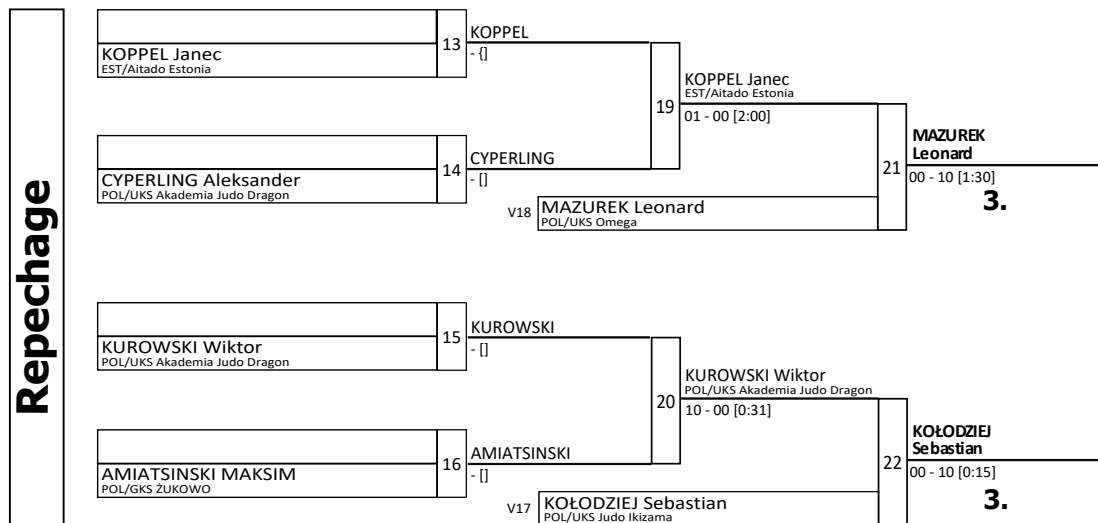 Repechage
KOPPEL Janec
EST/Aitado Estonia
13
KOPPEL
- {]
CYPERLING Aleksander
POL/UKS Akademia Judo Dragon
14
CYPERLING
- []
19
KOPPEL Janec
EST/Aitado Estonia
01 - 00 [2:00]
V18
MAZUREK Leonard
POL/UKS Omega
21
MAZUREK
Leonard
00 - 10 [1:30]
3.
KUROWSKI Wiktor
POL/UKS Akademia Judo Dragon
15
KUROWSKI
- []
AMIATSINSKI MAKSIM
POL/GKS ŻUKOWO
16
AMIATSINSKI
- []
20
KUROWSKI Wiktor
POL/UKS Akademia Judo Dragon
10 - 00 [0:31]
V17
KOŁODZIEJ Sebastian
POL/UKS Judo Ikizama
22
KOŁODZIEJ
Sebastian
00 - 10 [0:15]
3.